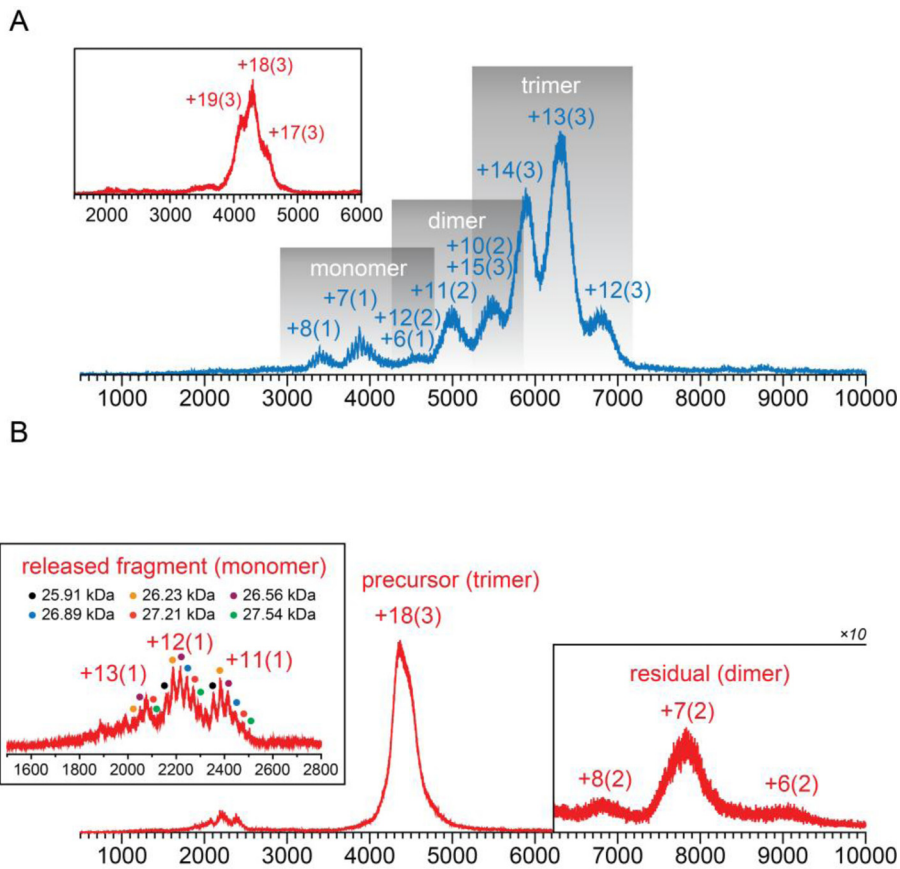 A
+18(3)
+19(3)
+17(3)
2000 3000 4000 5000 6000
trimer
+13(3)
+14(3)
dimer
+10(2)
+15(3)
monomer
+7(1)
+11(2)
+12(2)
+12(3)
+8(1)
+6(1)
1000 2000 3000 4000 5000 6000 7000 8000 9000 10000
B
released fragment (monomer)
25.91 kDa 26.23 kDa 26.56 kDa
26.89 kDa 27.21 kDa 27.54 kDa
+12(1)
+13(1)
+11(1)
1600 1800 2000 2200 2400 2600 2800
precursor (trimer)
+18(3)
×10
residual (dimer)
+7(2)
+8(2)
+6(2)
1000 2000 3000 4000 5000 6000 7000 8000 9000 10000